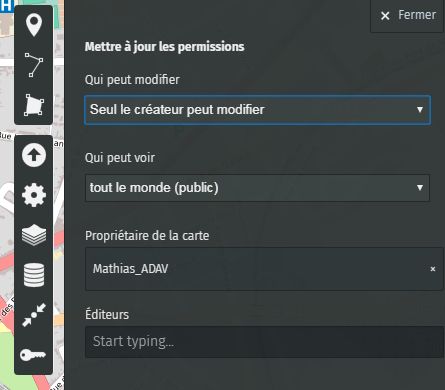 H
× Fermer
Mettre à jour les permissions
Qui peut modifier
Seul le créateur peut modifier
Qui peut voir
tout le monde (public)
Propriétaire de la carte
Mathias_ADAV ×
Éditeurs
Start typing...